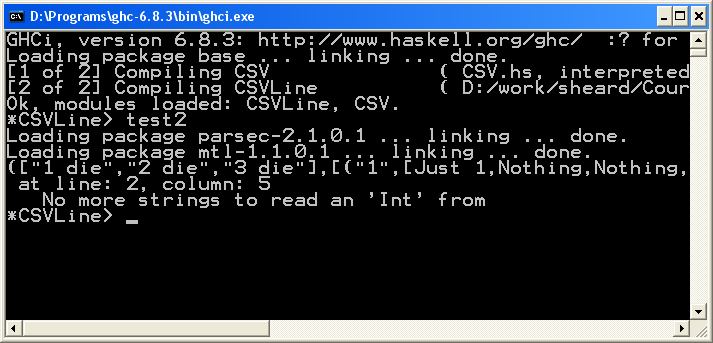 D:\Programs\ghc-6.8.3\bin\ghci.exe
GHCi, version 6.8.3: http://www.haskell.org/ghc/  :? for
Loading package base ... linking ... done.
[1 of 2] Compiling CSV              ( CSV.hs, interpreted
[2 of 2] Compiling CSVLine          ( D:/work/sheard/Cour
Ok, modules loaded: CSVLine, CSV.
*CSVLine> test2
Loading package parsec-2.1.0.1 ... linking ... done.
Loading package mtl-1.1.0.1 ... linking ... done.
(["1 die","2 die","3 die"],[("1",[Just 1,Nothing,Nothing,
 at line: 2, column: 5
   No more strings to read an 'Int' from
*CSVLine> _